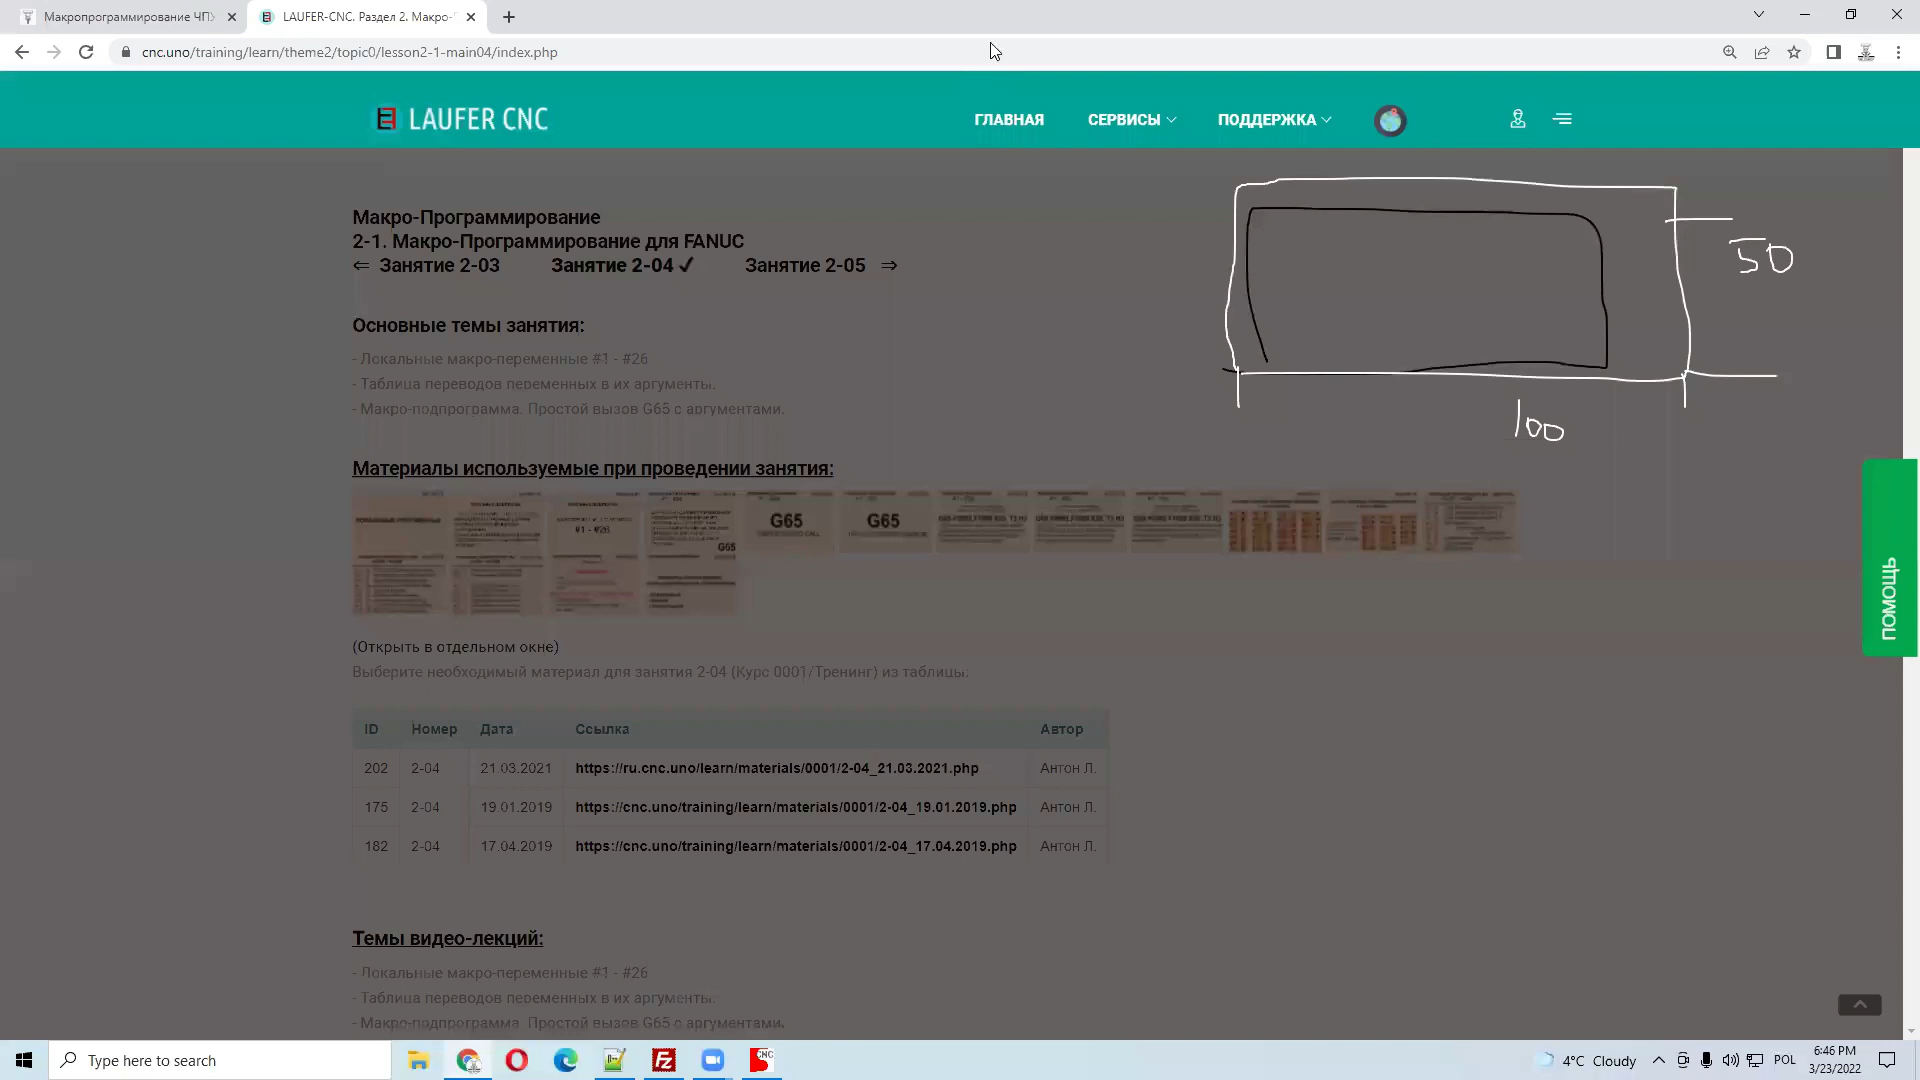 Макропрограммирование ЧПУ
LAUFER-CNC. Раздел 2. Макро-
cnc.uno/training/learn/theme2/topic0/lesson2-1-main04/index.php
LAUFER CNC
ГЛАВНАЯ
СЕРВИСЫ
ПОДДЕРЖКА
Макро-Программирование
2-1. Макро-Программирование для FANUC
⇐ Занятие 2-03 Занятие 2-04 ✓ Занятие 2-05 ⇒
50
100
Основные темы занятия:
- Локальные макро-переменные #1 - #26
- Таблица переводов переменных в их аргументы.
- Макро-подпрограмма. Простой вызов G65 с аргументами.
Материалы используемые при проведении занятия:
#1 - #26
G65
G65
G65
ПОМОЩЬ
(Открыть в отдельном окне)
Выберите необходимый материал для занятия 2-04 (Курс 0001/Тренинг) из таблицы:
ID Номер Дата Ссылка Автор
202 2-04 21.03.2021 https://ru.cnc.uno/learn/materials/0001/2-04_21.03.2021.php Антон Л.
175 2-04 19.01.2019 https://cnc.uno/training/learn/materials/0001/2-04_19.01.2019.php Антон Л.
182 2-04 17.04.2019 https://cnc.uno/training/learn/materials/0001/2-04_17.04.2019.php Антон Л.
Темы видео-лекций:
- Локальные макро-переменные #1 - #26
- Таблица переводов переменных в их аргументы.
- Макро-подпрограмма. Простой вызов G65 с аргументами.
Type here to search
Fz
CNC
4°C Cloudy
POL
6:46 PM
3/23/2022